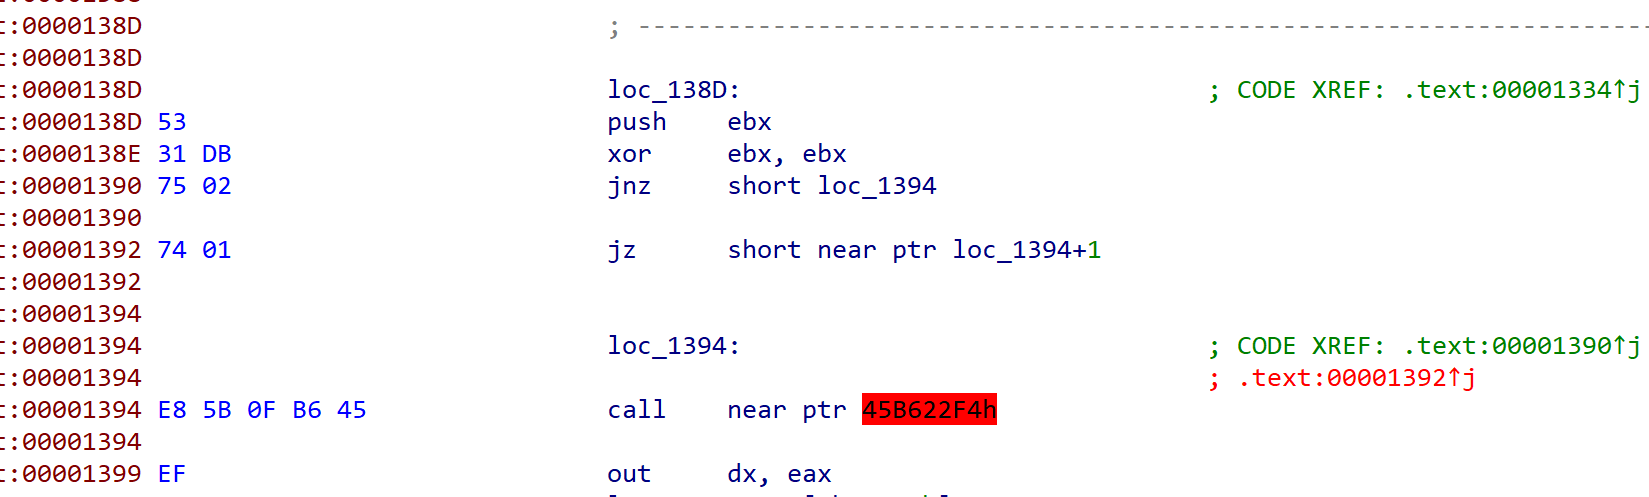 t:0000138D ; --------------------------------------------------------------------
t:0000138D
t:0000138D loc_138D: ; CODE XREF: .text:00001334↑j
t:0000138D 53 push ebx
t:0000138E 31 DB xor ebx, ebx
t:00001390 75 02 jnz short loc_1394
t:00001390
t:00001392 74 01 jz short near ptr loc_1394+1
t:00001392
t:00001394
t:00001394 loc_1394: ; CODE XREF: .text:00001390↑j
t:00001394 ; .text:00001392↑j
t:00001394 E8 5B 0F B6 45 call near ptr 45B622F4h
t:00001394
t:00001399 EF out dx, eax